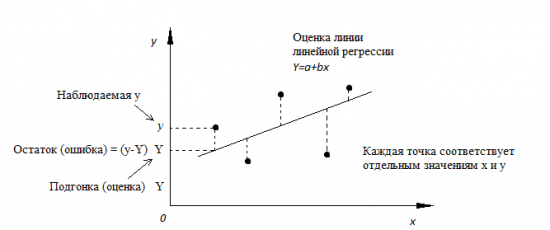 y
Оценка линии
линейной регрессии
Y=a+bx
Наблюдаемая y
y
Остаток (ошибка) = (y-Y) Y
Каждая точка соответствует
отдельным значениям x и y
Подгонка (оценка) Y
0
x